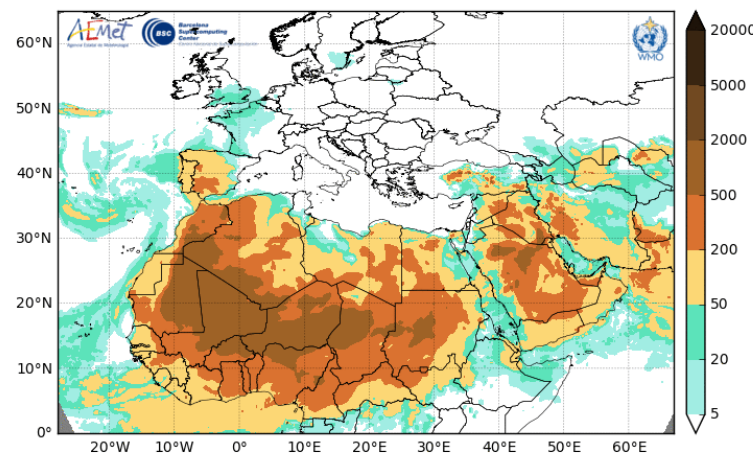 AEMet
Agencia Estatal de Meteorología
BSC
Barcelona
Supercomputing
Center
WMO
60°N
50°N
40°N
30°N
20°N
10°N
0°
20°W
10°W
0°
10°E
20°E
30°E
40°E
50°E
60°E
20000
5000
2000
500
200
50
20
5